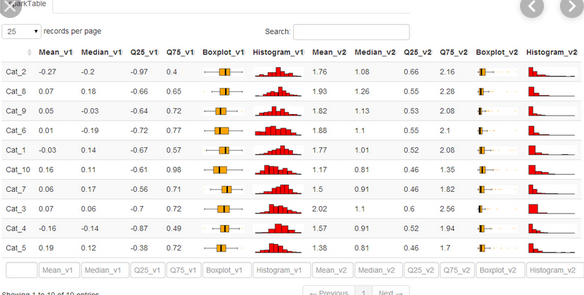 parkTable
25 records per page Search:
Mean_v1 Median_v1 Q25_v1 Q75_v1 Boxplot_v1 Histogram_v1 Mean_v2 Median_v2 Q25_v2 Q75_v2 Boxplot_v2 Histogram_v2
Cat_2 -0.27 -0.2 -0.97 0.4 1.76 1.08 0.66 2.16
Cat_8 0.07 0.18 -0.66 0.65 1.93 1.26 0.55 2.28
Cat_9 0.05 -0.03 -0.64 0.72 1.82 1.13 0.53 2.08
Cat_6 0.01 -0.19 -0.72 0.77 1.88 1.1 0.55 2.1
Cat_1 -0.03 0.14 -0.67 0.57 1.77 1.01 0.52 2.08
Cat_10 0.16 0.11 -0.61 0.98 1.17 0.81 0.46 1.35
Cat_7 0.06 0.17 -0.56 0.71 1.5 0.91 0.46 1.82
Cat_3 0.07 0.06 -0.7 0.72 2.02 1.1 0.6 2.56
Cat_4 -0.16 -0.14 -0.87 0.49 1.57 0.91 0.52 1.94
Cat_5 0.19 0.12 -0.38 0.72 1.38 0.81 0.46 1.7
Mean_v1 Median_v1 Q25_v1 Q75_v1 Boxplot_v1 Histogram_v1 Mean_v2 Median_v2 Q25_v2 Q75_v2 Boxplot_v2 Histogram_v2
Showing 1 to 10 of 10 entries ← Previous 1 Next →